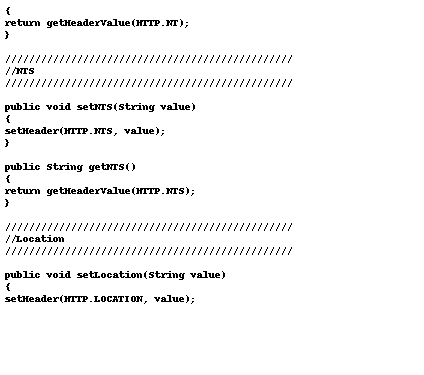 {
return getHeaderValue(HTTP.NT);
}
////////////////////////////////////////////////
//NTS
////////////////////////////////////////////////
public void setNTS(String value)
{
setHeader(HTTP.NTS, value);
}
public String getNTS()
{
return getHeaderValue(HTTP.NTS);
}
////////////////////////////////////////////////
//Location
////////////////////////////////////////////////
public void setLocation(String value)
{
setHeader(HTTP.LOCATION, value);